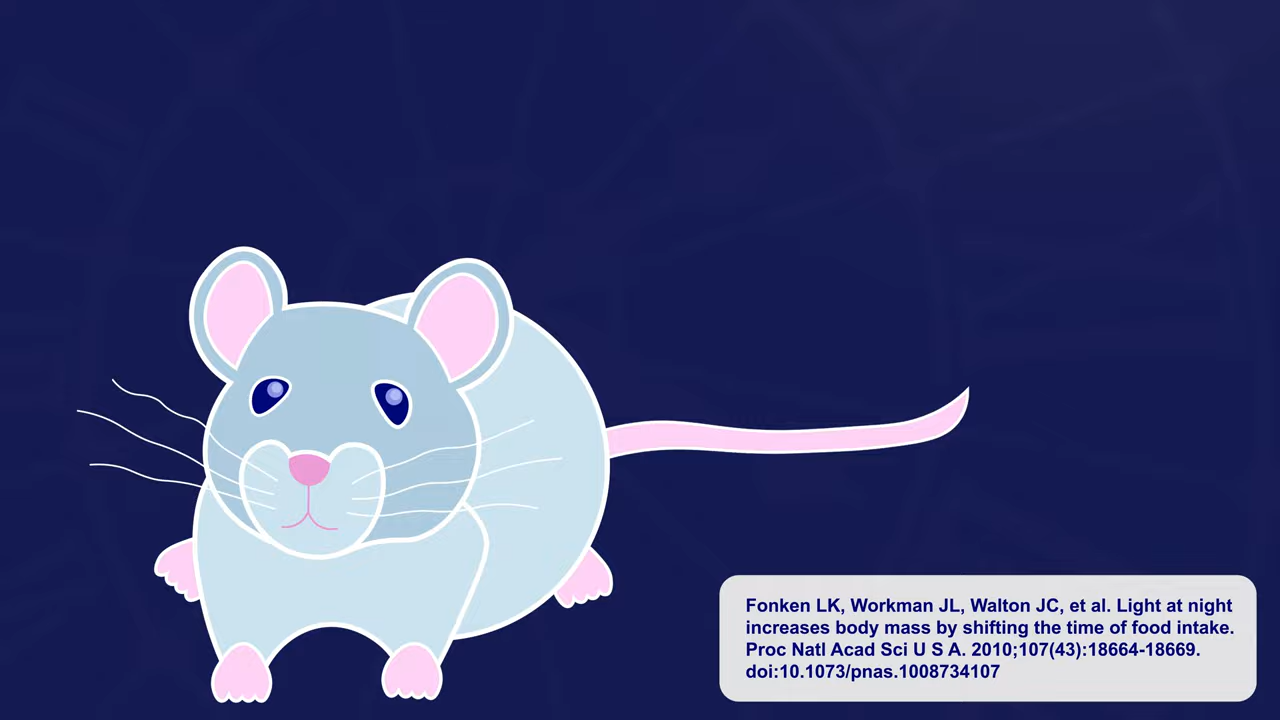 Fonken LK, Workman JL, Walton JC, et al. Light at night
increases body mass by shifting the time of food intake.
Proc Natl Acad Sci U S A. 2010;107(43):18664-18669.
doi:10.1073/pnas.1008734107